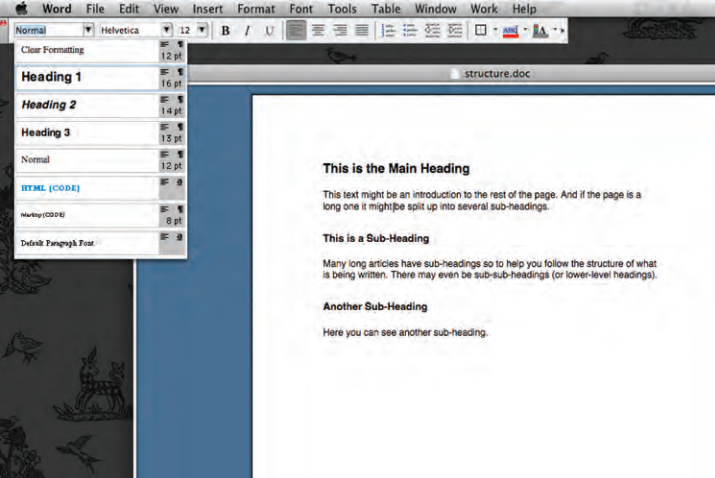 Word File Edit View Insert Format Font Tools Table Window Work Help
Normal Helvetica 12 B I U ABC A
Clear Formatting 12 pt
structure.doc
Heading 1 16 pt
Heading 2 14 pt
Heading 3 13 pt
Normal 12 pt
HTML (CODE) a
Markup (CODE) 8 pt
Default Paragraph Font a
This is the Main Heading
This text might be an introduction to the rest of the page. And if the page is a
long one it might be split up into several sub-headings.
This is a Sub-Heading
Many long articles have sub-headings so to help you follow the structure of what
is being written. There may even be sub-sub-headings (or lower-level headings).
Another Sub-Heading
Here you can see another sub-heading.